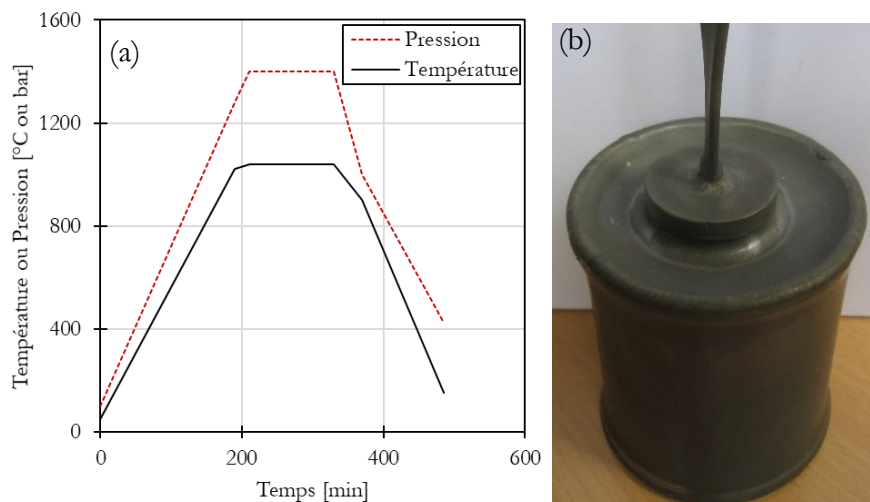 (a)
Pression
Température
Température ou Pression [°C ou bar]
1600
1200
800
400
0
0 200 400 600
Temps [min]
(b)